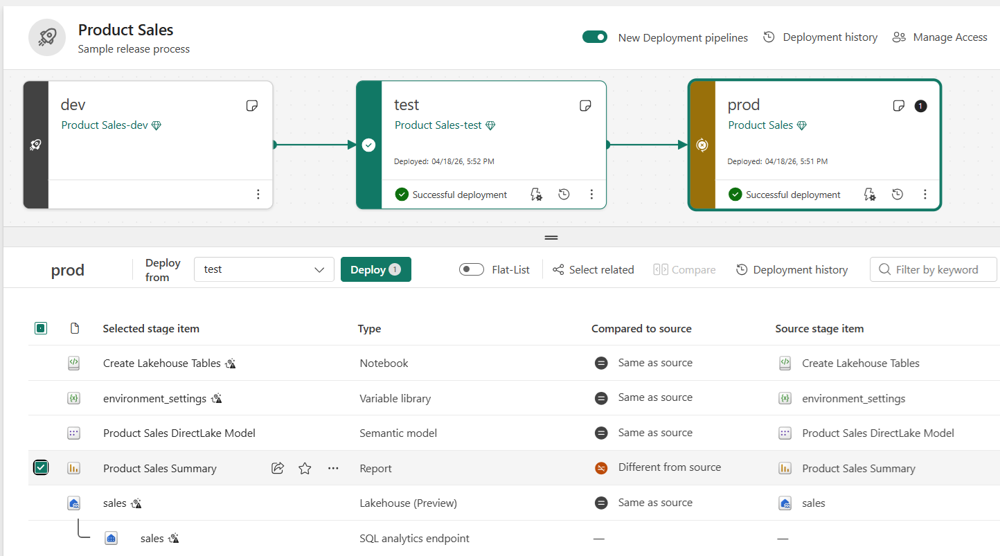 Product Sales
Sample release process
New Deployment pipelines
Deployment history
Manage Access
dev
Product Sales-dev
test
Product Sales-test
Deployed: 04/18/26, 5:52 PM
Successful deployment
prod
1
Product Sales
Deployed: 04/18/26, 5:51 PM
Successful deployment
prod
Deploy
from
test
Deploy 1
Flat-List
Select related
Compare
Deployment history
Filter by keyword
Selected stage item Type Compared to source Source stage item
Create Lakehouse Tables Notebook Same as source Create Lakehouse Tables
environment_settings Variable library Same as source environment_settings
Product Sales DirectLake Model Semantic model Same as source Product Sales DirectLake Model
Product Sales Summary Report Different from source Product Sales Summary
sales Lakehouse (Preview) Same as source sales
sales SQL analytics endpoint — —